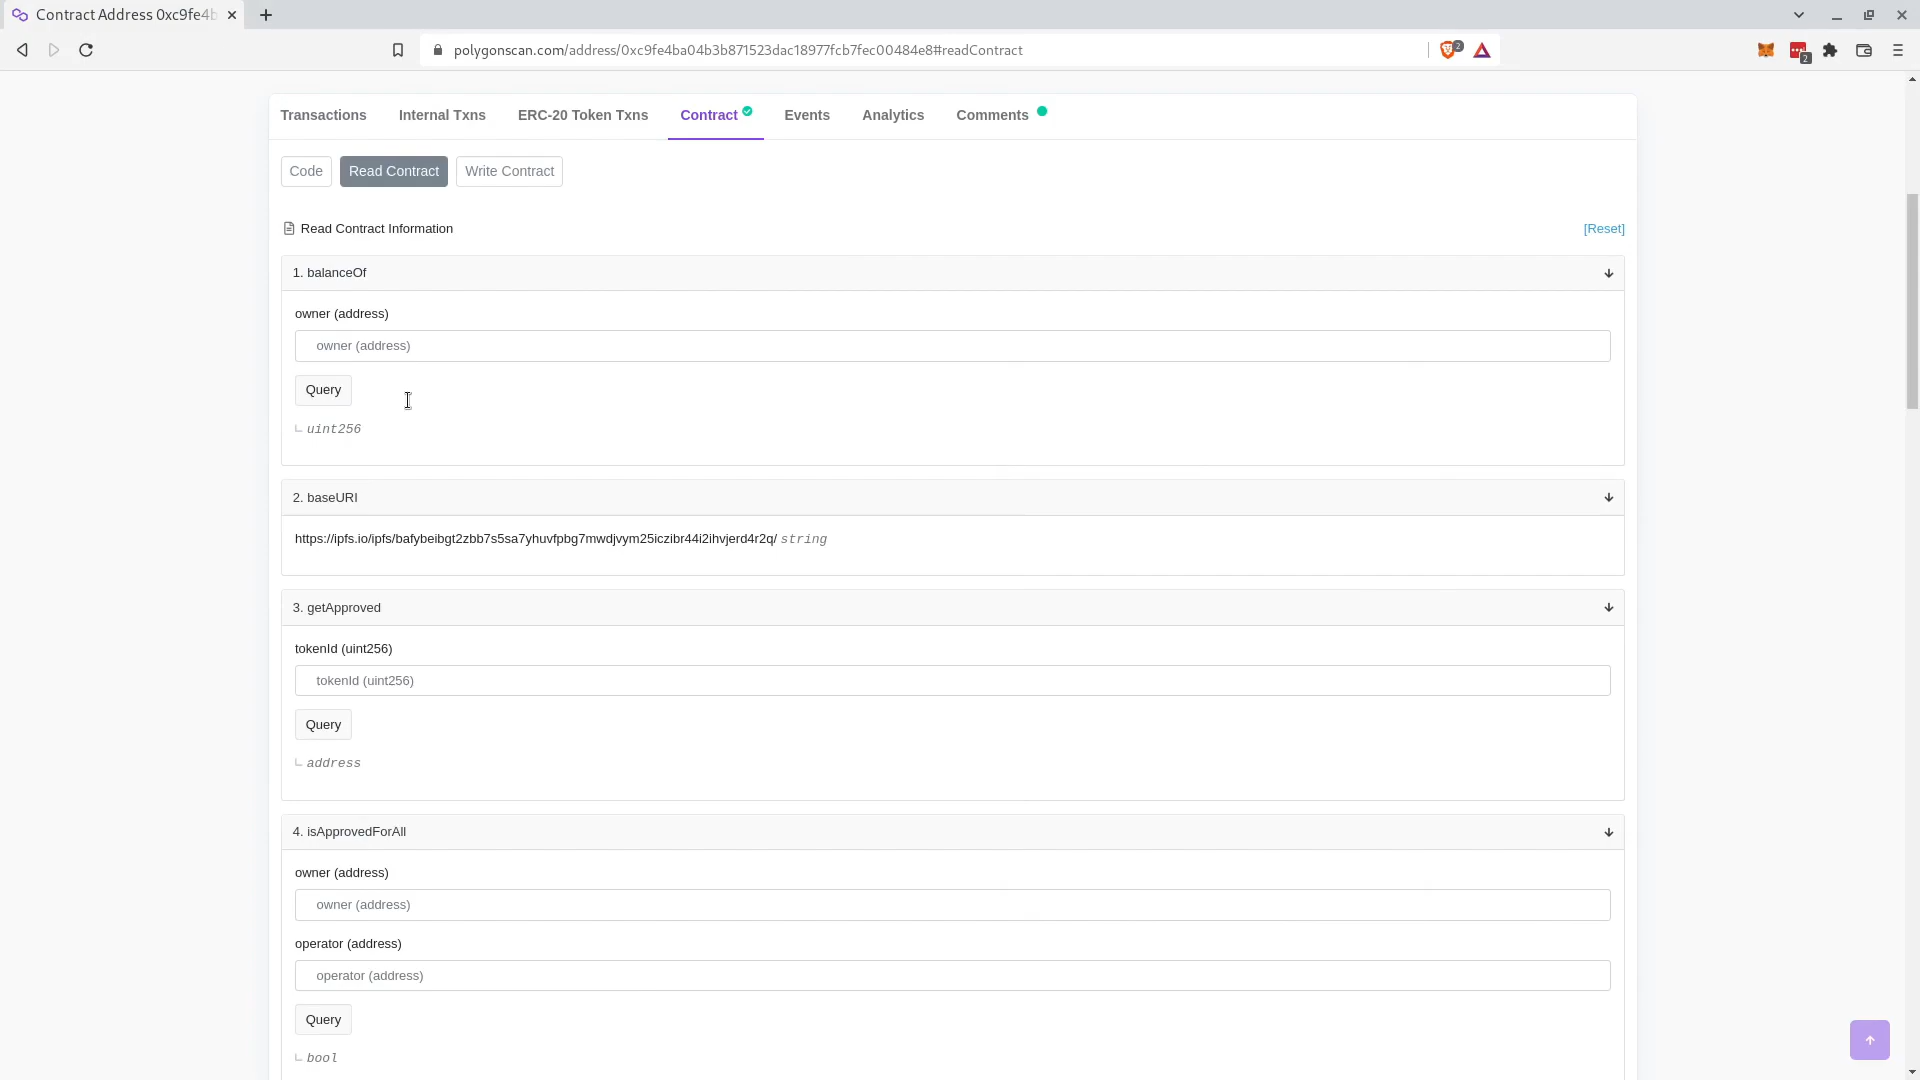 Contract Address 0xc9fe4b
polygonscan.com/address/0xc9fe4ba04b3b871523dac18977fcb7fec00484e8#readContract
2
2
Transactions Internal Txns ERC-20 Token Txns Contract Events Analytics Comments
Code Read Contract Write Contract
Read Contract Information [Reset]
1. balanceOf
owner (address)
owner (address)
Query
uint256
2. baseURI
https://ipfs.io/ipfs/bafybeibgt2zbb7s5sa7yhuvfpbg7mwdjvym25iczibr44i2ihvjerd4r2q/ string
3. getApproved
tokenId (uint256)
tokenId (uint256)
Query
address
4. isApprovedForAll
owner (address)
owner (address)
operator (address)
operator (address)
Query
bool